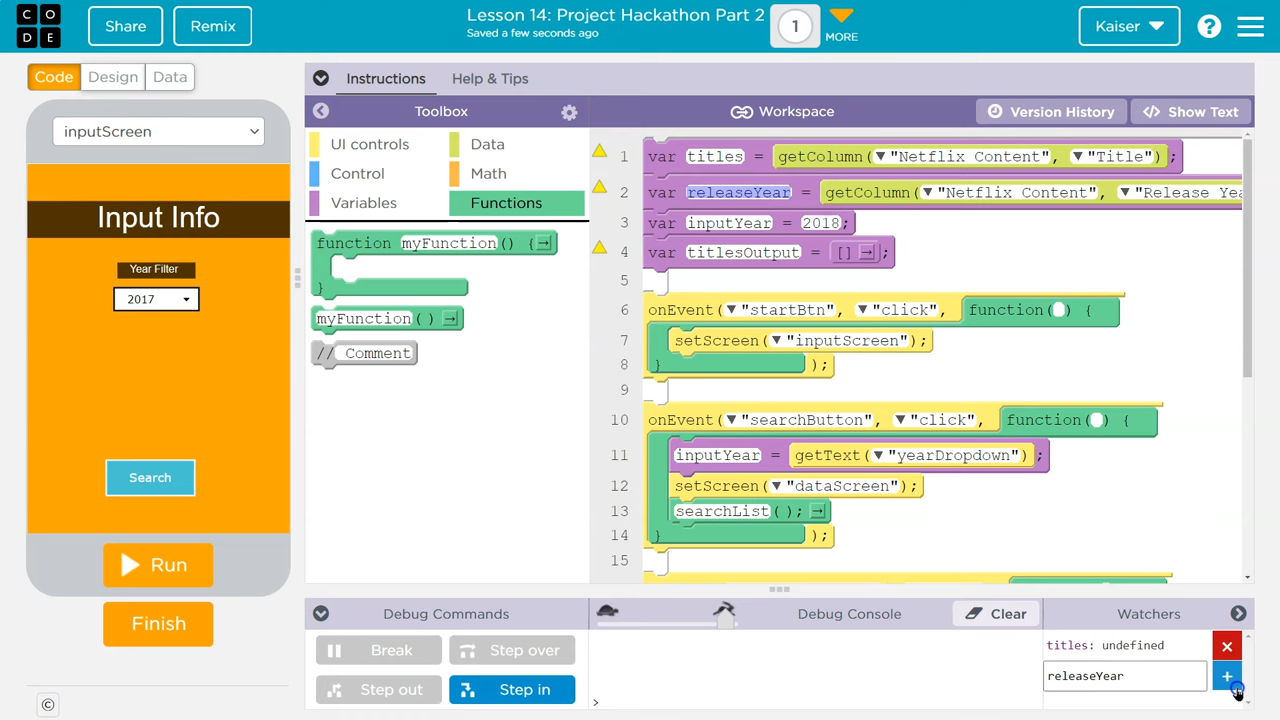 C O
D E
Share
Remix
Lesson 14: Project Hackathon Part 2
Saved a few seconds ago
1
MORE
Kaiser
?
Code
Design
Data
inputScreen
Input Info
Year Filter
2017
Search
Run
Finish
©
Instructions
Help & Tips
Toolbox
UI controls
Data
Control
Math
Variables
Functions
function myFunction() {
}
myFunction()
// Comment
Workspace
Version History
</> Show Text
1 var titles = getColumn("Netflix Content", "Title");
2 var releaseYear = getColumn("Netflix Content", "Release Yea
3 var inputYear = 2018;
4 var titlesOutput = [];
5
6 onEvent("startBtn", "click", function() {
7 setScreen("inputScreen");
8 } );
9
10 onEvent("searchButton", "click", function() {
11 inputYear = getText("yearDropdown");
12 setScreen("dataScreen");
13 searchList();
14 } );
15
Debug Commands
Break
Step over
Step out
Step in
Debug Console
Clear
>
Watchers
titles: undefined
releaseYear